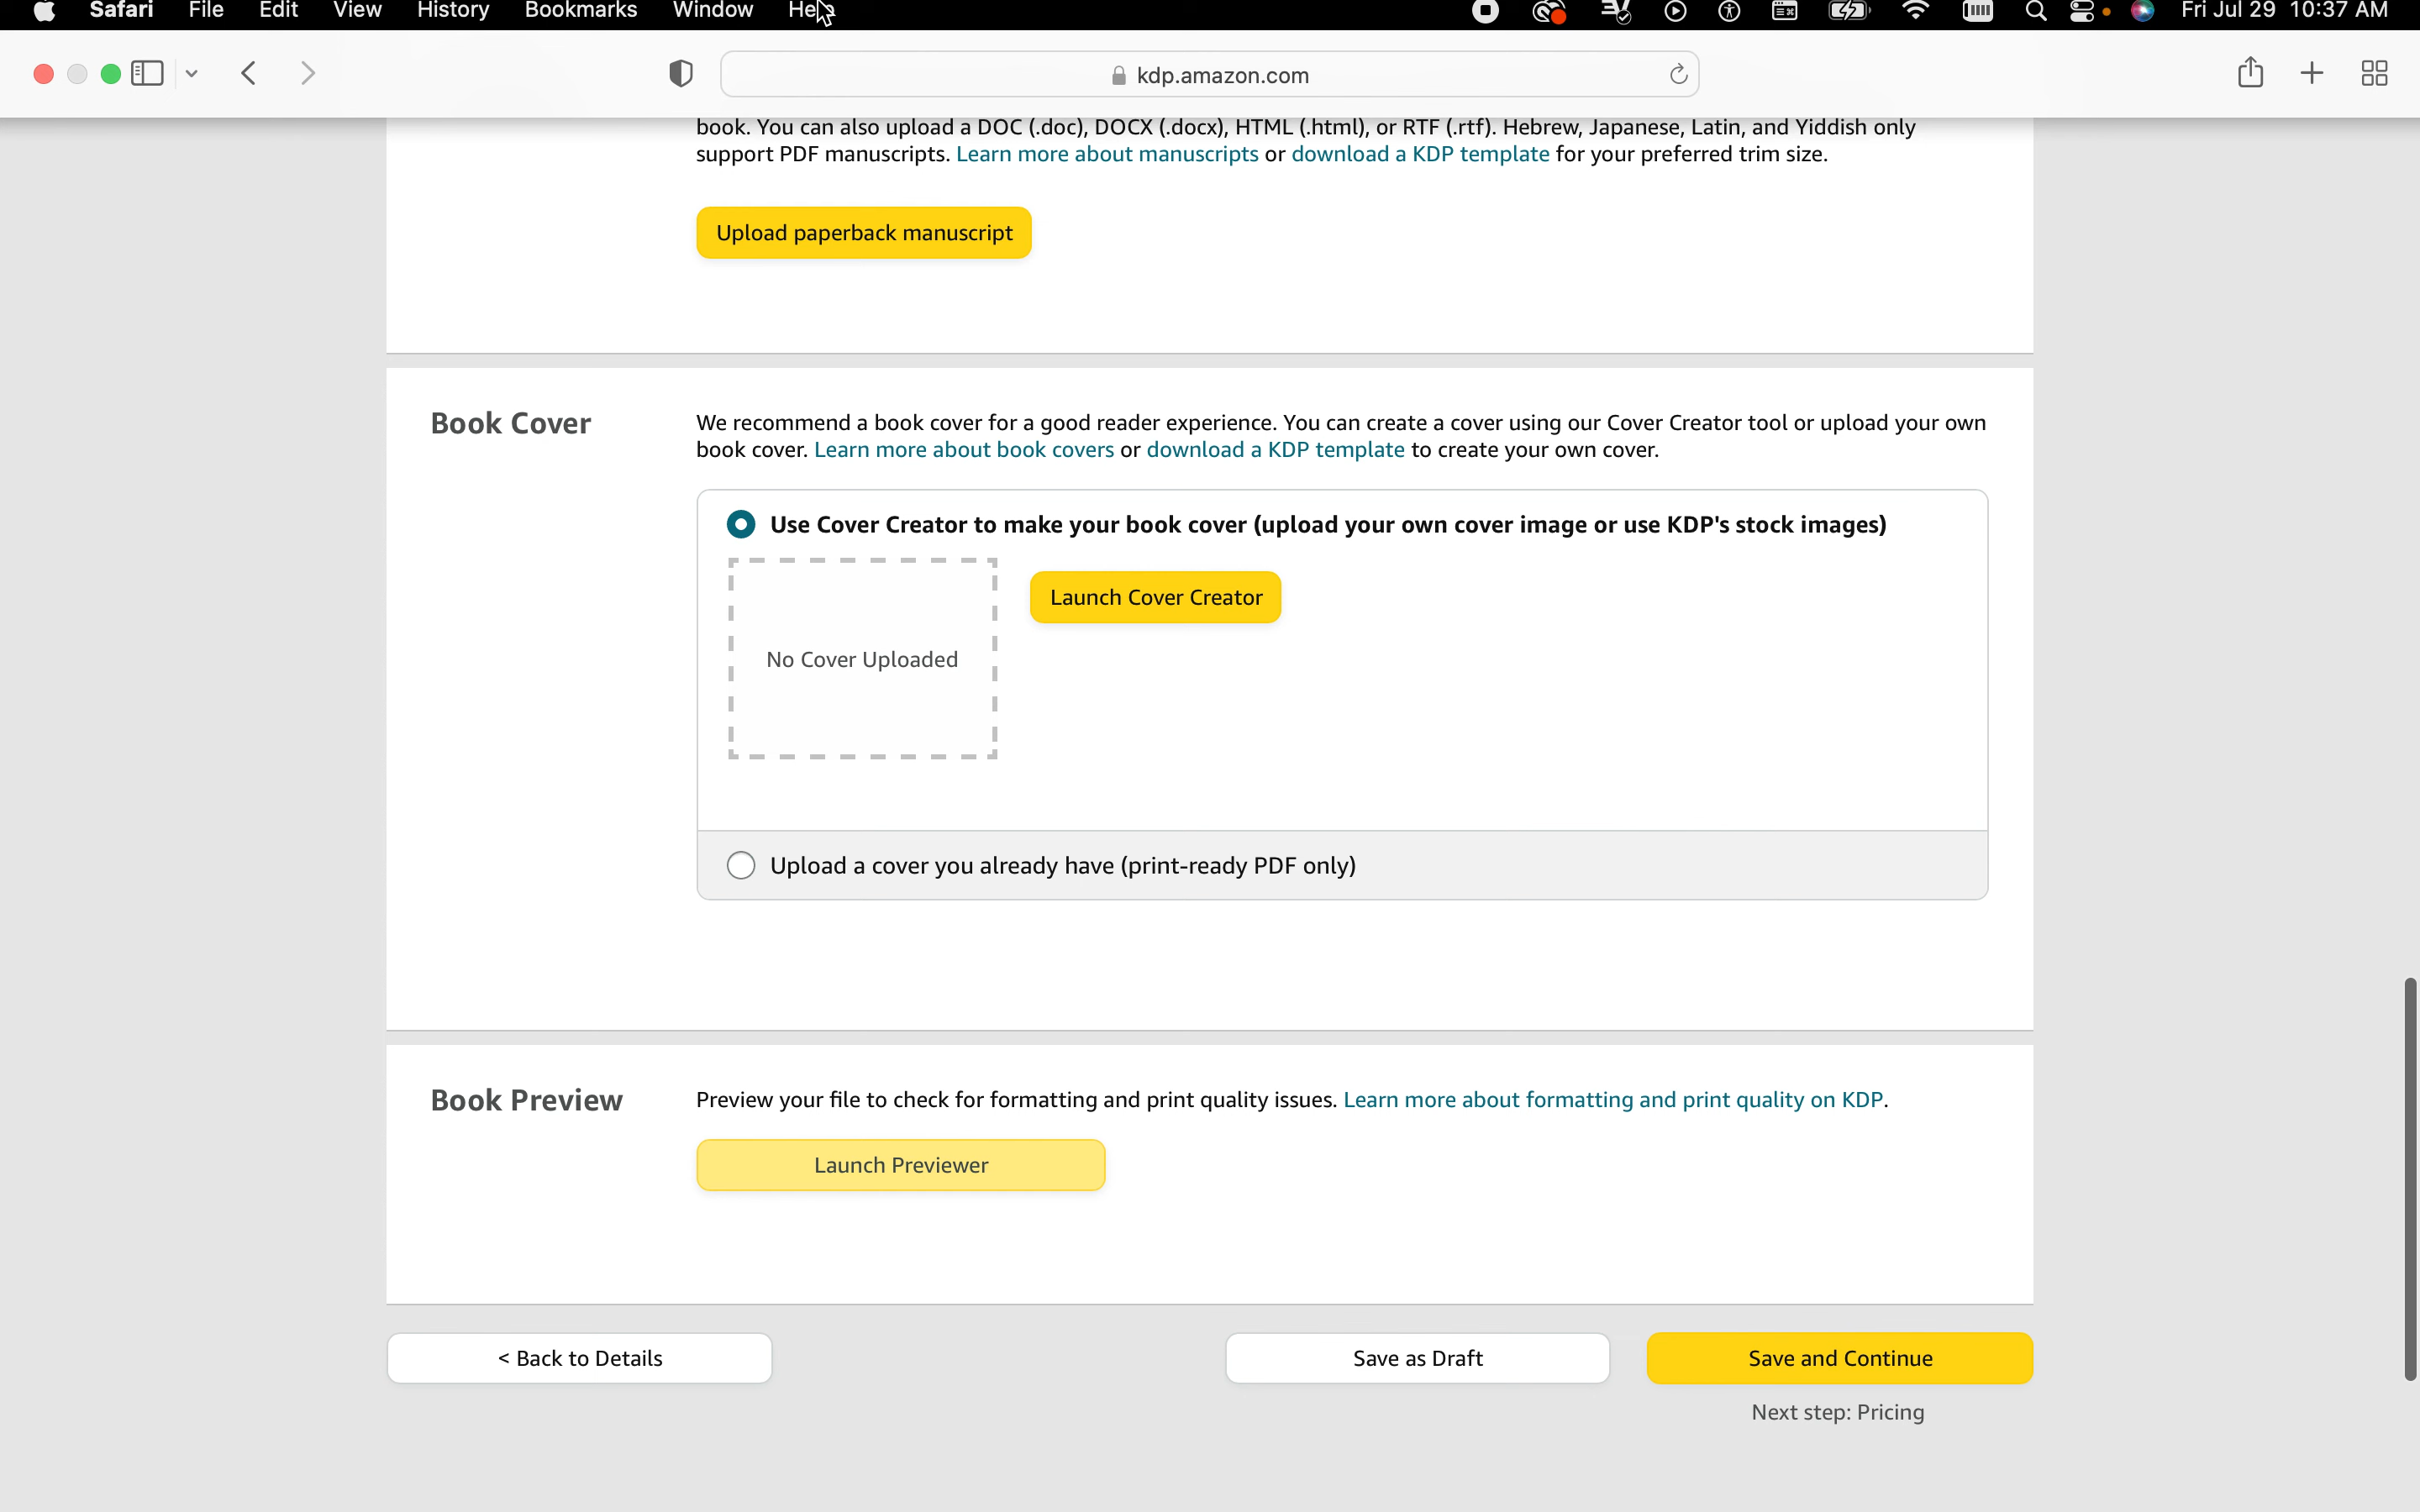 Safari File Edit View History Bookmarks Window Help Fri Jul 29 10:37 AM
kdp.amazon.com
book. You can also upload a DOC (.doc), DOCX (.docx), HTML (.html), or RTF (.rtf). Hebrew, Japanese, Latin, and Yiddish only
support PDF manuscripts. Learn more about manuscripts or download a KDP template for your preferred trim size.
Upload paperback manuscript
Book Cover
We recommend a book cover for a good reader experience. You can create a cover using our Cover Creator tool or upload your own
book cover. Learn more about book covers or download a KDP template to create your own cover.
Use Cover Creator to make your book cover (upload your own cover image or use KDP's stock images)
Launch Cover Creator
No Cover Uploaded
Upload a cover you already have (print-ready PDF only)
Book Preview
Preview your file to check for formatting and print quality issues. Learn more about formatting and print quality on KDP.
Launch Previewer
< Back to Details
Save as Draft
Save and Continue
Next step: Pricing